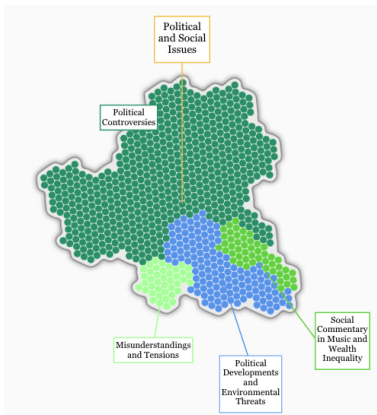 Political
and Social
Issues
Political
Controversies
Misunderstandings
and Tensions
Political
Developments
and
Environmental
Threats
Social
Commentary
in Music and
Wealth
Inequality